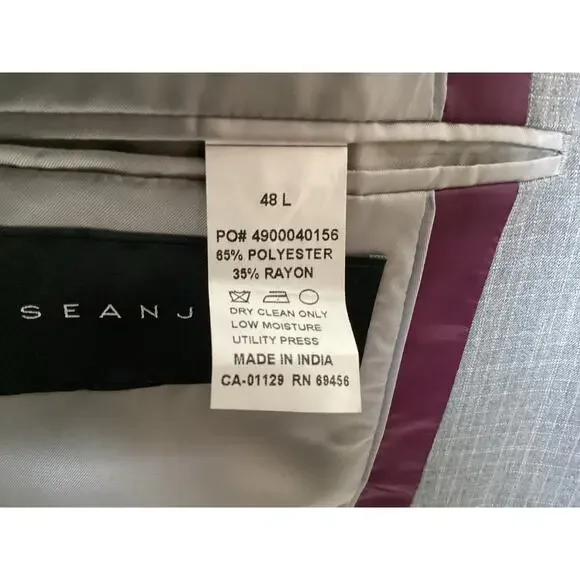 48 L
PO# 4900040156
65% POLYESTER
35% RAYON
DRY CLEAN ONLY
LOW MOISTURE
UTILITY PRESS
MADE IN INDIA
CA-01129 RN 69456
SEANJ